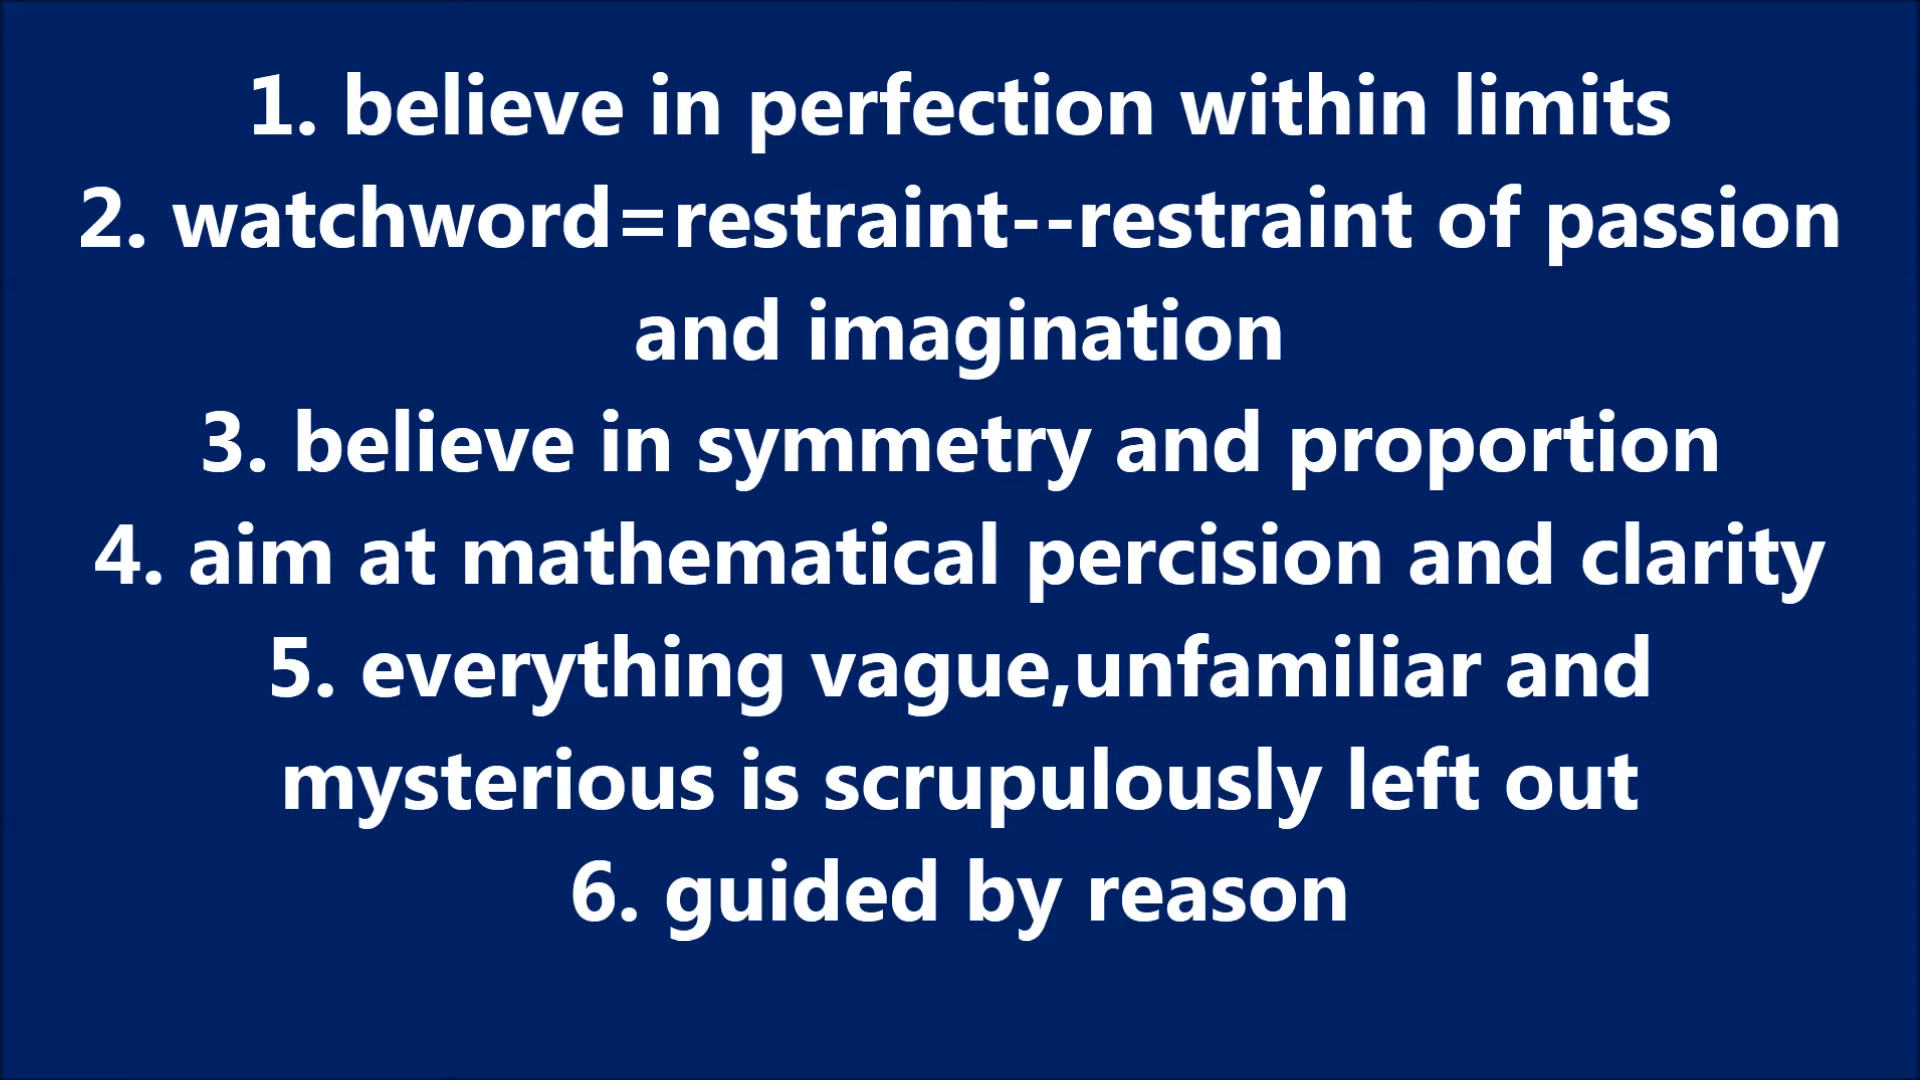 1. believe in perfection within limits
2. watchword=restraint--restraint of passion
and imagination
3. believe in symmetry and proportion
4. aim at mathematical percision and clarity
5. everything vague,unfamiliar and
mysterious is scrupulously left out
6. guided by reason